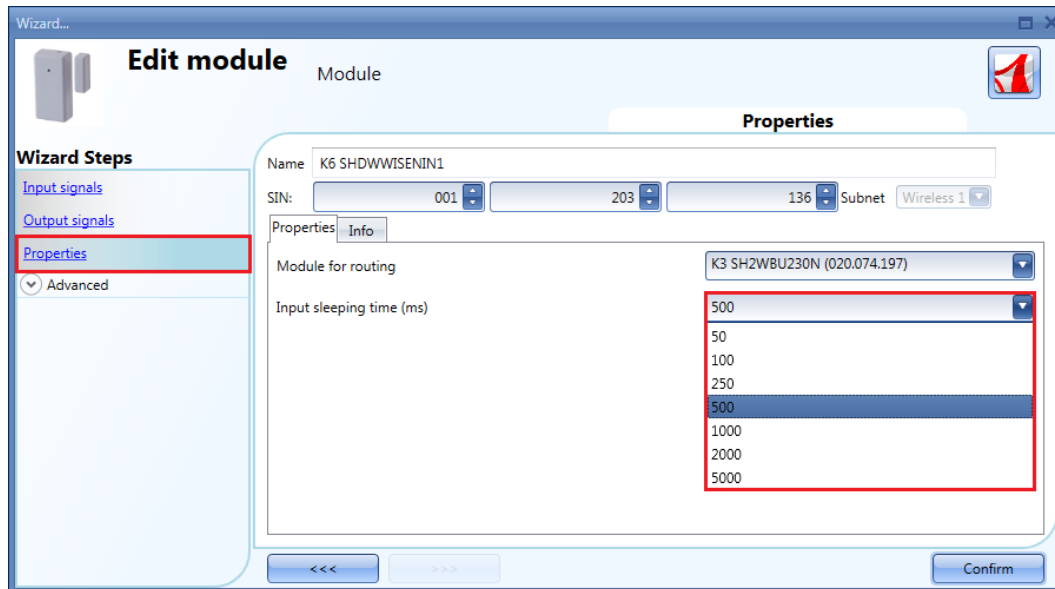 Wizard...
Edit module
Module
Properties
Wizard Steps
Input signals
Output signals
Properties
Advanced
Name K6 SHDWWISENIN1
SIN: 001 203 136 Subnet Wireless 1
Properties Info
Module for routing K3 SH2WBU230N (020.074.197)
Input sleeping time (ms) 500
50
100
250
500
1000
2000
5000
<<< >>> Confirm